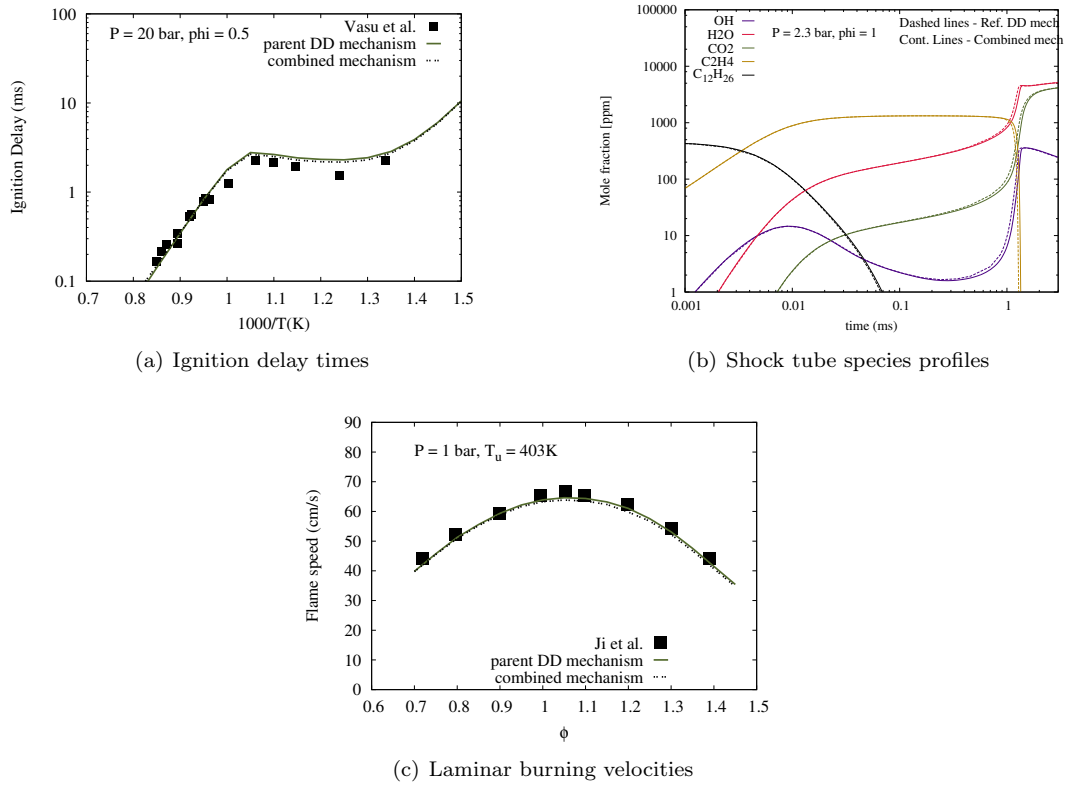 100
10
1
0.1
0.7
0.8
0.9
1
1.1
1.2
1.3
1.4
1.5
Ignition Delay (ms)
1000/T(K)
P = 20 bar, phi = 0.5
Vasu et al.
parent DD mechanism
combined mechanism
(a) Ignition delay times
100000
10000
1000
100
10
1
0.001
0.01
0.1
1
Mole fraction [ppm]
time (ms)
OH
H2O
CO2
C2H4
C12H26
P = 2.3 bar, phi = 1
Dashed lines - Ref. DD mech
Cont. Lines - Combined mech
(b) Shock tube species profiles
90
80
70
60
50
40
30
20
10
0
0.6
0.7
0.8
0.9
1
1.1
1.2
1.3
1.4
1.5
Flame speed (cm/s)
ϕ
P = 1 bar, Tu = 403K
Ji et al.
parent DD mechanism
combined mechanism
(c) Laminar burning velocities